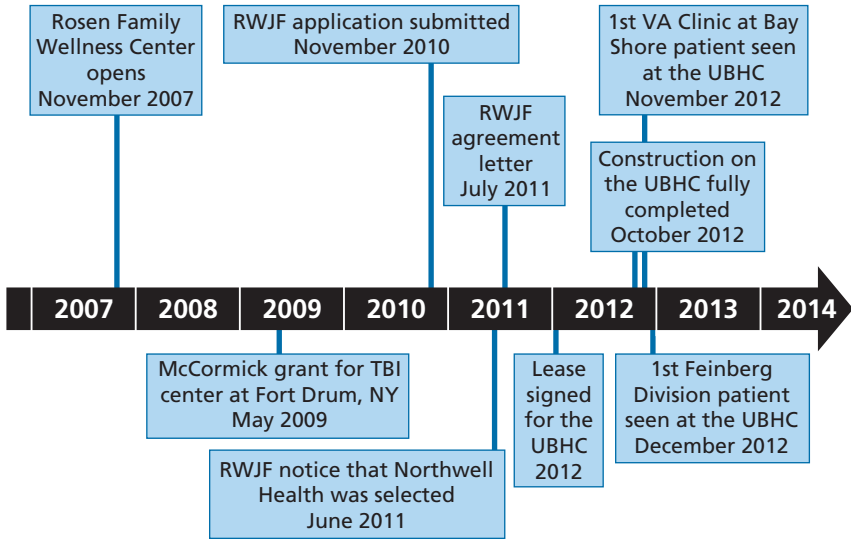 Rosen Family
Wellness Center
opens
November 2007
RWJF application submitted
November 2010
1st VA Clinic at Bay
Shore patient seen
at the UBHC
November 2012
RWJF
agreement
letter
July 2011
Construction on
the UBHC fully
completed
October 2012
2007 2008 2009 2010 2011 2012 2013 2014
McCormick grant for TBI
center at Fort Drum, NY
May 2009
Lease
signed
for the
UBHC
2012
1st Feinberg
Division patient
seen at the UBHC
December 2012
RWJF notice that Northwell
Health was selected
June 2011